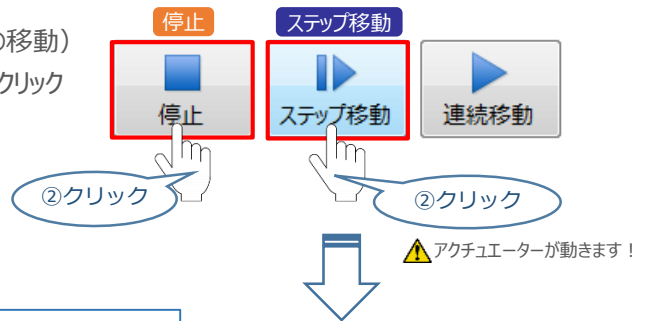 停止 ステップ移動
の移動）
クリック
停止 ステップ移動 連続移動
②クリック ②クリック
アクチュエーターが動きます！